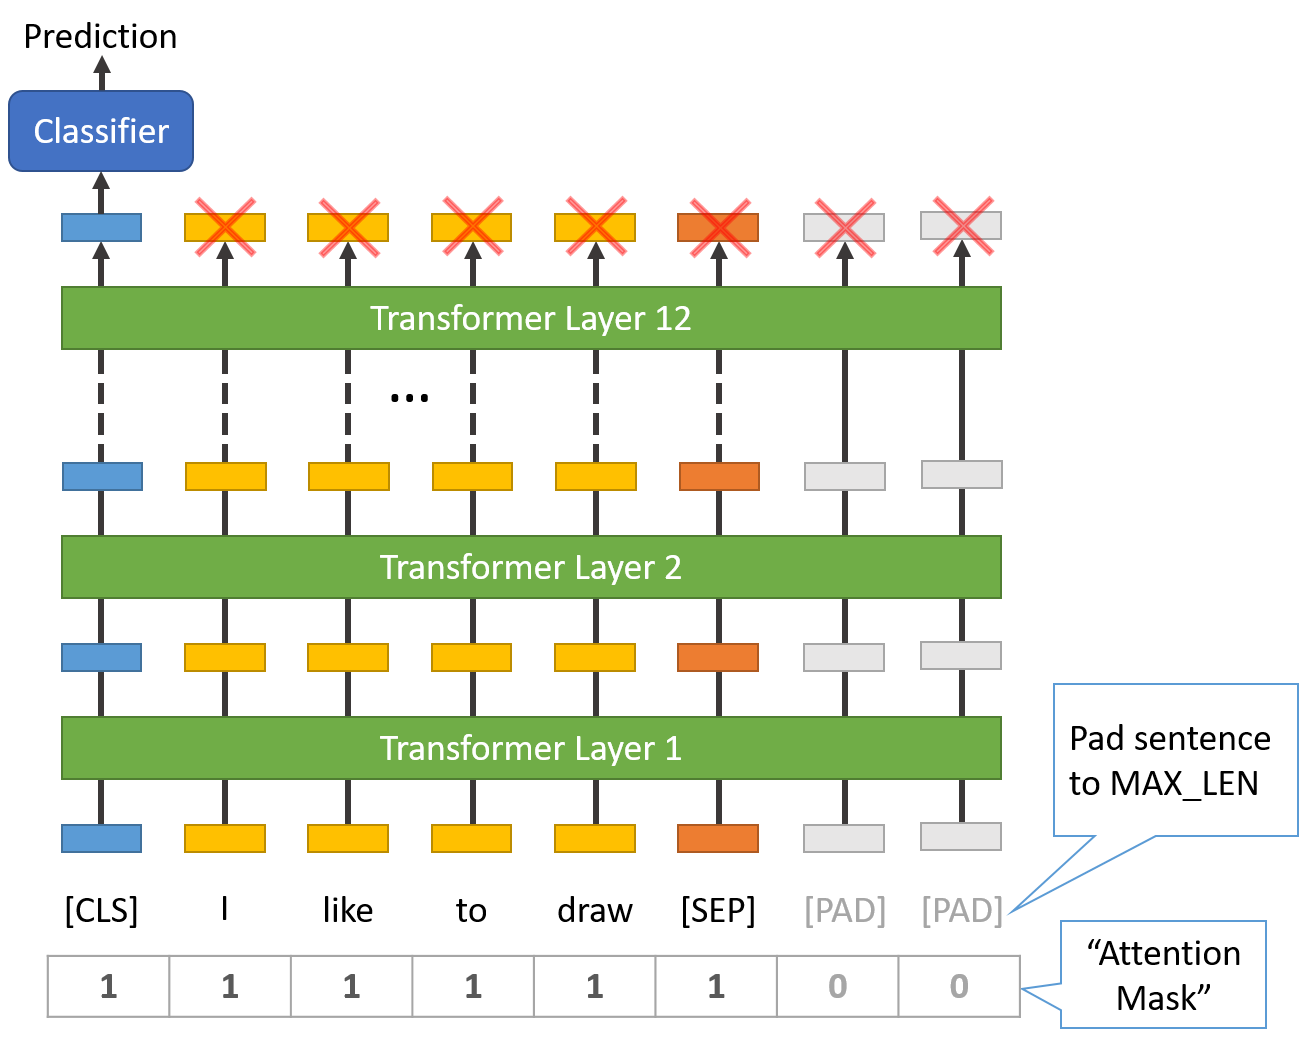 Prediction
Classifier
Transformer Layer 12
...
Transformer Layer 2
Transformer Layer 1
Pad sentence
to MAX_LEN
[CLS] I like to draw [SEP] [PAD] [PAD]
1 1 1 1 1 1 0 0
“Attention
Mask”